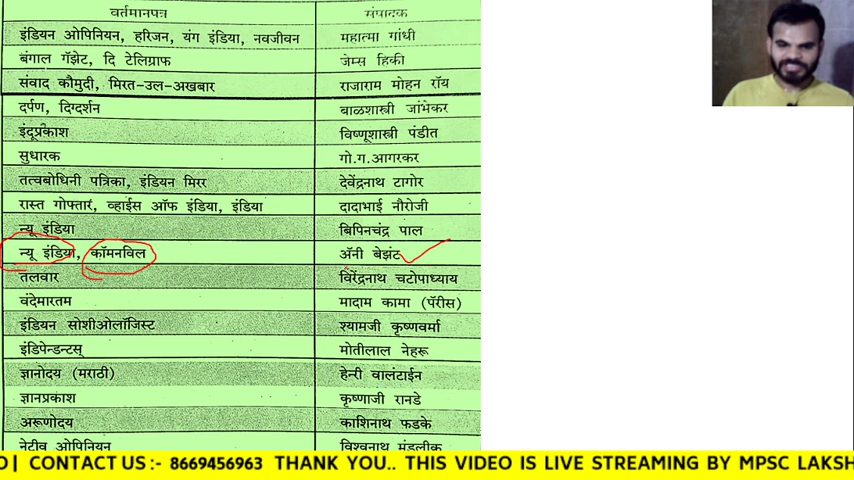 वर्तमानपत्र संपादक
इंडियन ओपिनियन, हरिजन, यंग इंडिया, नवजीवन महात्मा गांधी
बंगाल गॅझेट, दि टेलिग्राफ जेम्स हिकी
संवाद कौमुदी, मिरत-उल-अखबार राजाराम मोहन रॉय
दर्पण, दिग्दर्शन बाळशास्त्री जांभेकर
इंदूप्रकाश विष्णूशास्त्री पंडीत
सुधारक गो.ग.आगरकर
तत्वबोधिनी पत्रिका, इंडियन मिरर देवेंद्रनाथ टागोर
रास्त गोफ्तार, व्हाईस ऑफ इंडिया, इंडिया दादाभाई नौरोजी
न्यू इंडिया बिपिनचंद्र पाल
न्यू इंडिया, कॉमनविल ॲनी बेझंट
तलवार विरेंद्रनाथ चटोपाध्याय
वंदेमारतम मादाम कामा (पॅरीस)
इंडियन सोशीओलॉजिस्ट श्यामजी कृष्णवर्मा
इंडिपेन्डन्टस् मोतीलाल नेहरू
ज्ञानोदय (मराठी) हेन्री वालंटाईन
ज्ञानप्रकाश कृष्णाजी रानडे
अरूणोदय काशिनाथ फडके
नेटीव ओपिनियन विश्वनाथ मंडलीक
D| CONTACT US :- 8669456963 THANK YOU.. THIS VIDEO IS LIVE STREAMING BY MPSC LAKSH